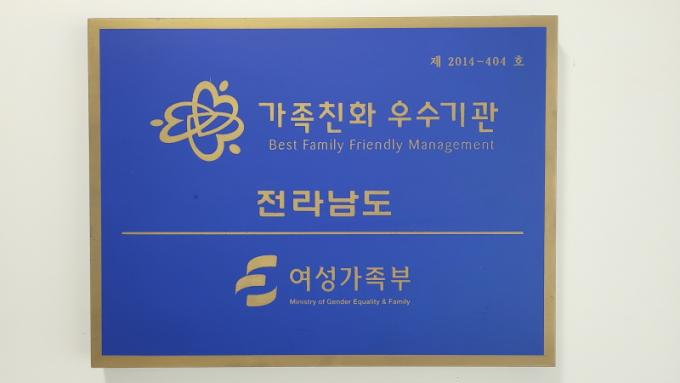 제 2014-404 호
가족친화 우수기관
Best Family Friendly Management
전라남도
여성가족부
Ministry of Gender Equality & Family